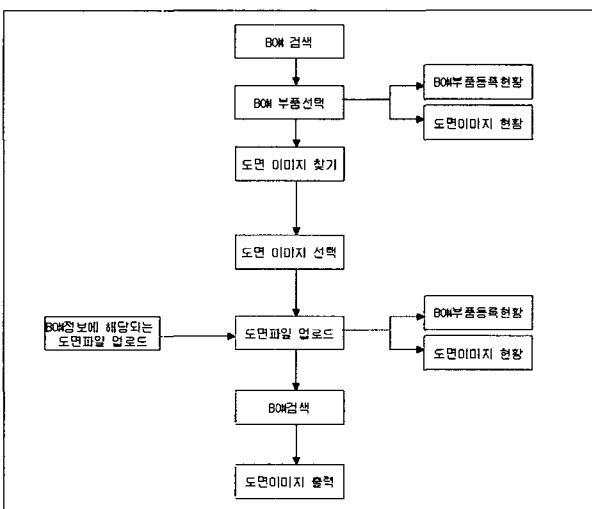 BOM 검색
BOM 부품선택
BOM부품등록현황
도면이미지 현황
도면 이미지 찾기
도면 이미지 선택
BOM정보에 해당되는
도면파일 업로드
도면파일 업로드
BOM부품등록현황
도면이미지 현황
BOM검색
도면이미지 출력